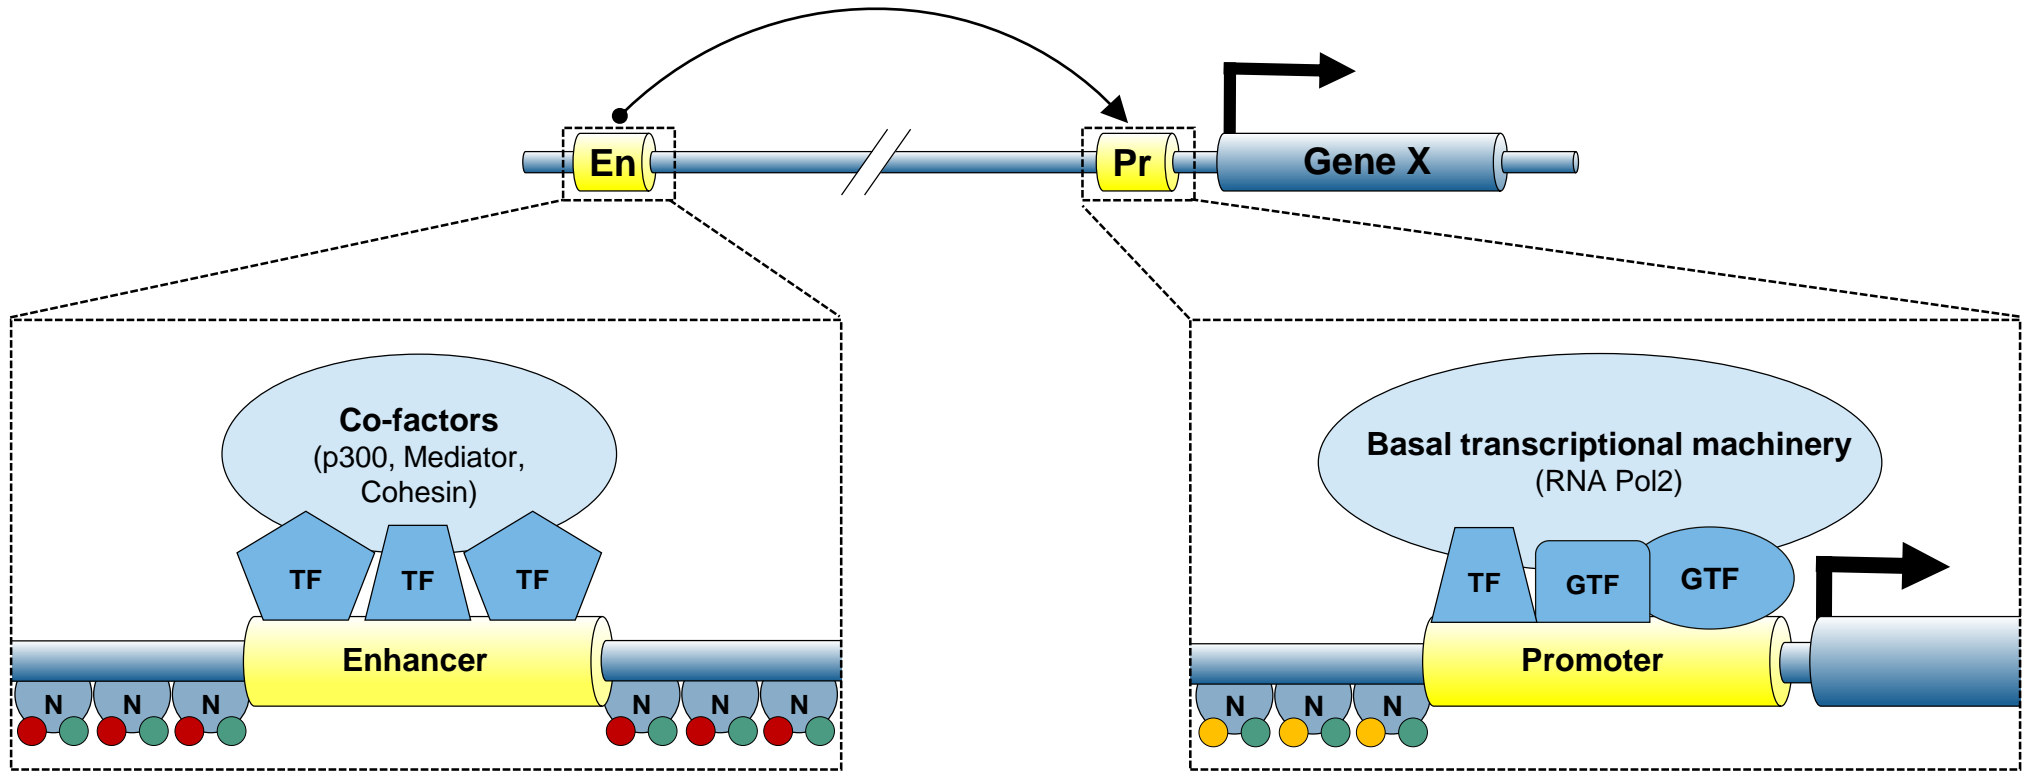 En
Pr
Gene X
Co-factors
(p300, Mediator,
Cohesin)
TF
TF
TF
Enhancer
N
N
N
N
N
N
Basal transcriptional machinery
(RNA Pol2)
TF
GTF
GTF
Promoter
N
N
N